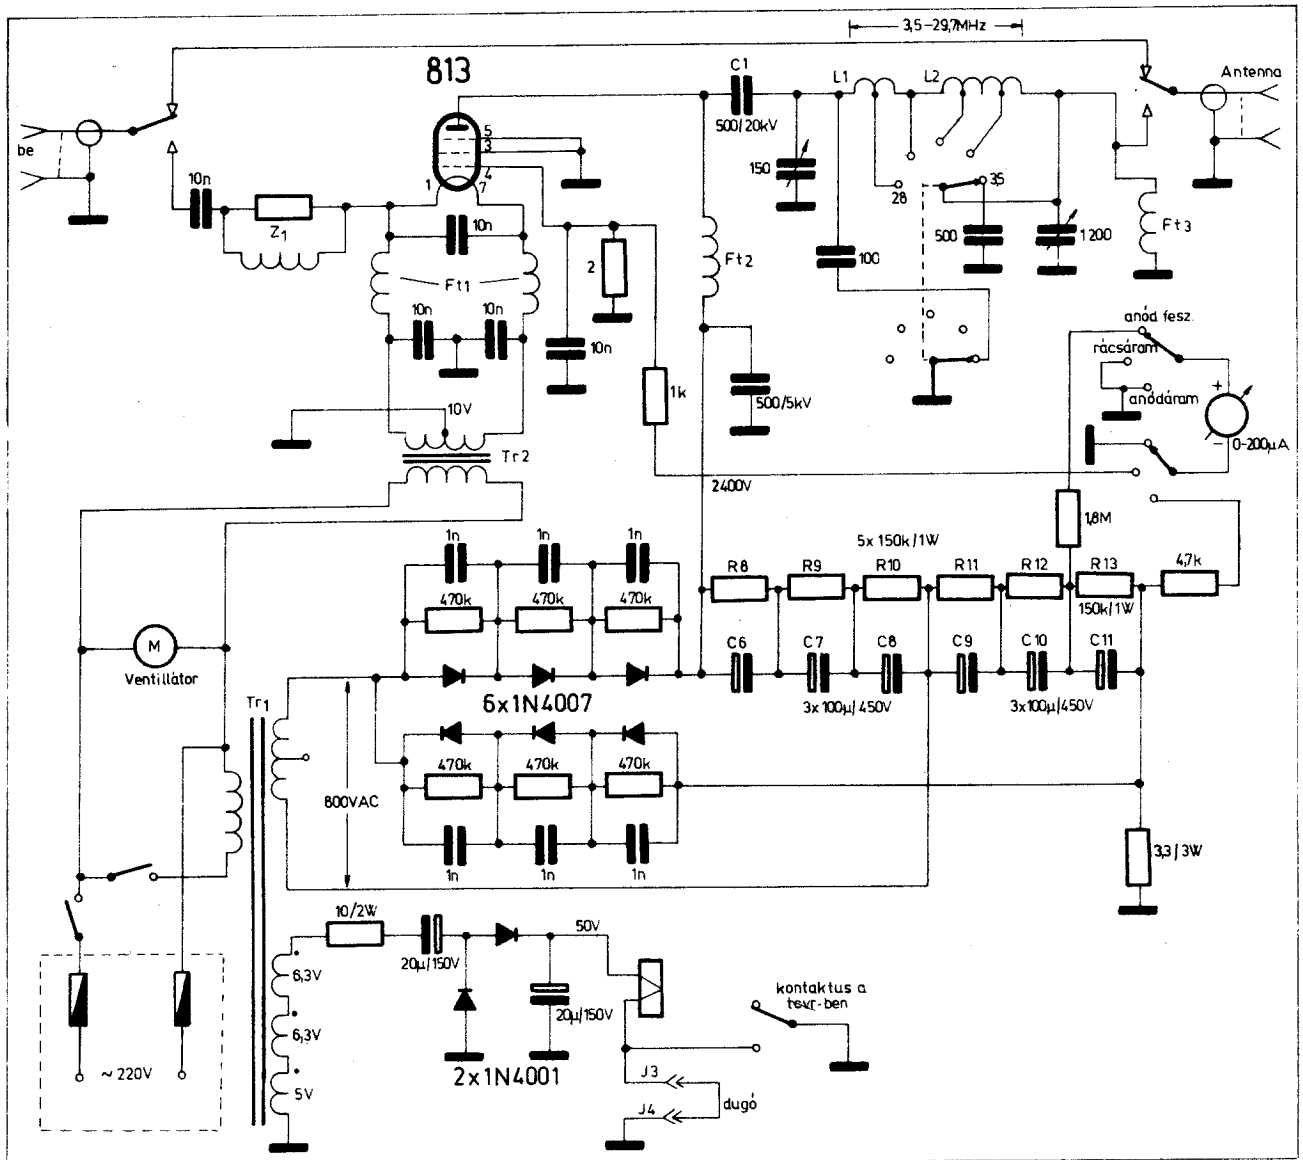 3,5–29,7MHz
813
C1
L1
L2
Antenna
500/20kV
be
5
3
4
1
7
150
10n
35
28
Z1
10n
500
1200
Ft3
Ft2
100
2
Ft1
10n
10n
10n
anód fesz.
rácsáram
1k
500/5kV
+
anódáram
10V
–
0-200μA
Tr2
2400V
1,8M
1n
1n
1n
5x150k/1W
R8
R9
R10
R11
R12
R13
4,7k
470k
470k
470k
150k/1W
M
C6
C7
C8
C9
C10
C11
Ventillátor
6x1N4007
3x100μ/450V
3x100μ/450V
Tr1
470k
470k
470k
800VAC
3,3/3W
1n
1n
1n
10/2W
50V
20μ/150V
6,3V
kontaktus a
tcvr-ben
20μ/150V
6,3V
~220V
2x1N4001
J3
5V
dugó
J4